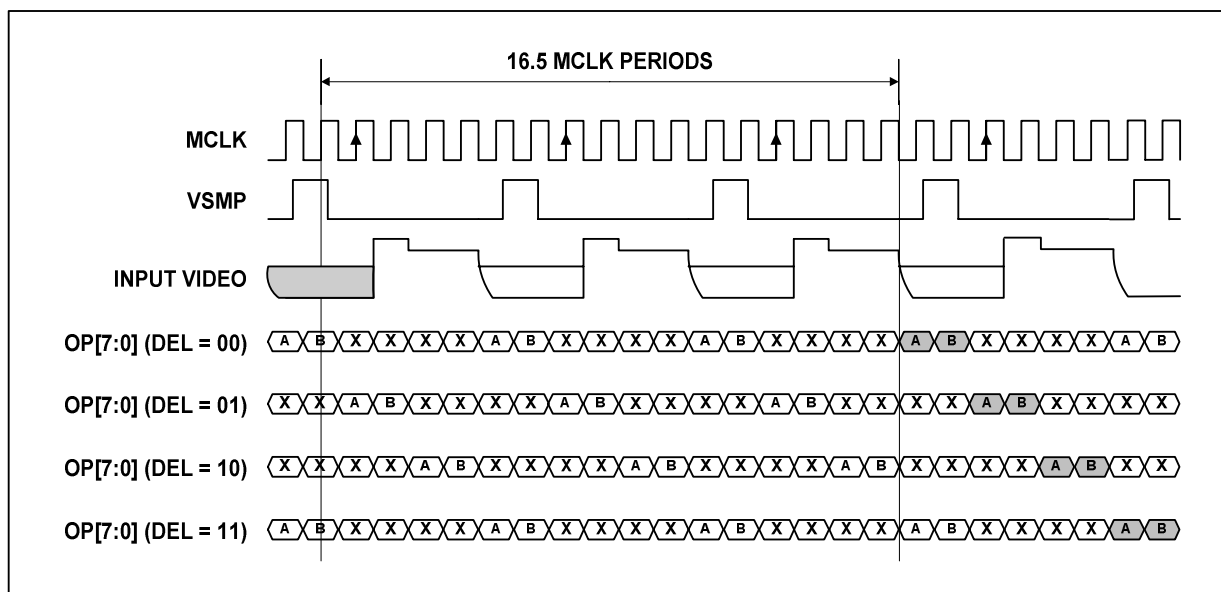 16.5 MCLK PERIODS
MCLK
VSMP
INPUT VIDEO
OP[7:0] (DEL = 00) A B X X X X A B X X X X A B X X X X A B X X X X A B
OP[7:0] (DEL = 01) X X A B X X X X A B X X X X A B X X X X A B X X X X
OP[7:0] (DEL = 10) X X X X A B X X X X A B X X X X A B X X X X A B X X
OP[7:0] (DEL = 11) A B X X X X A B X X X X A B X X X X A B X X X X A B